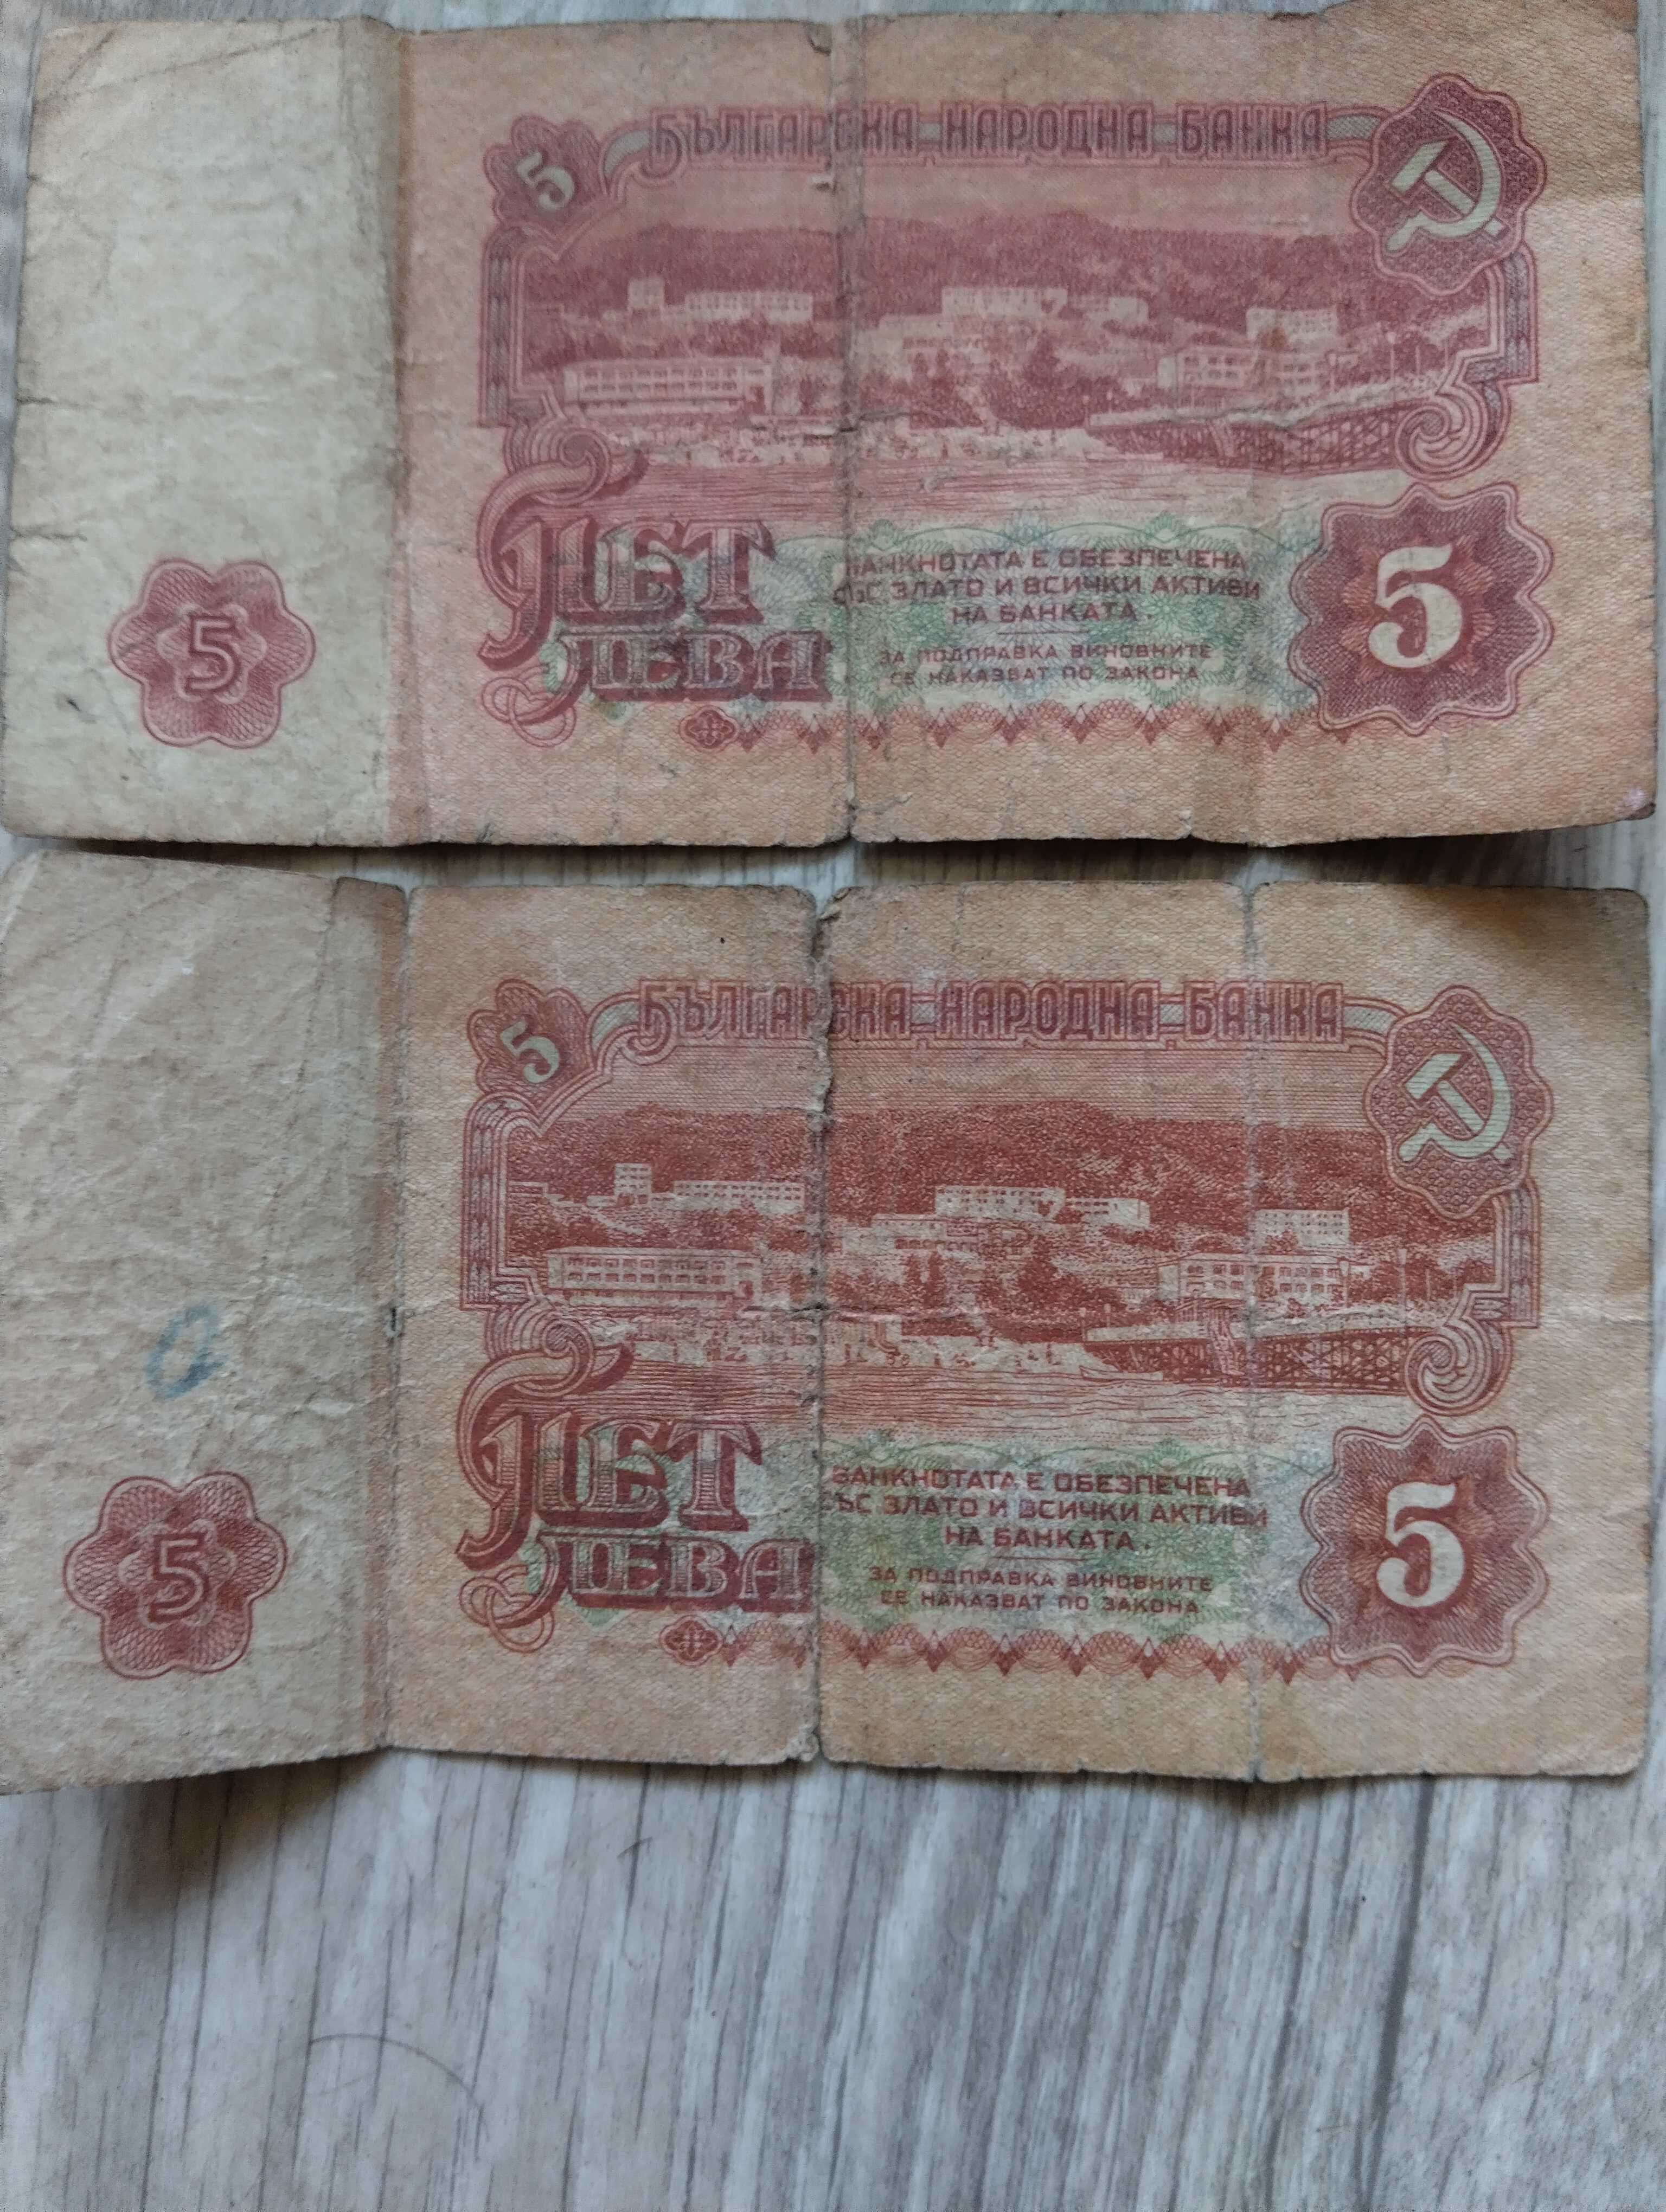 5 БЪЛГАРСКА НАРОДНА БАНКА
ПЕТ
ЛЕВА
БАНКНОТАТА Е ОБЕЗПЕЧЕНА
СЪС ЗЛАТО И ВСИЧКИ АКТИВИ
НА БАНКАТА.
ЗА ПОДПРАВКА ВИНОВНИТЕ
СЕ НАКАЗВАТ ПО ЗАКОНА
5
5
5 БЪЛГАРСКА НАРОДНА БАНКА
ПЕТ
ЛЕВА
БАНКНОТАТА Е ОБЕЗПЕЧЕНА
СЪС ЗЛАТО И ВСИЧКИ АКТИВИ
НА БАНКАТА.
ЗА ПОДПРАВКА ВИНОВНИТЕ
СЕ НАКАЗВАТ ПО ЗАКОНА
5
5